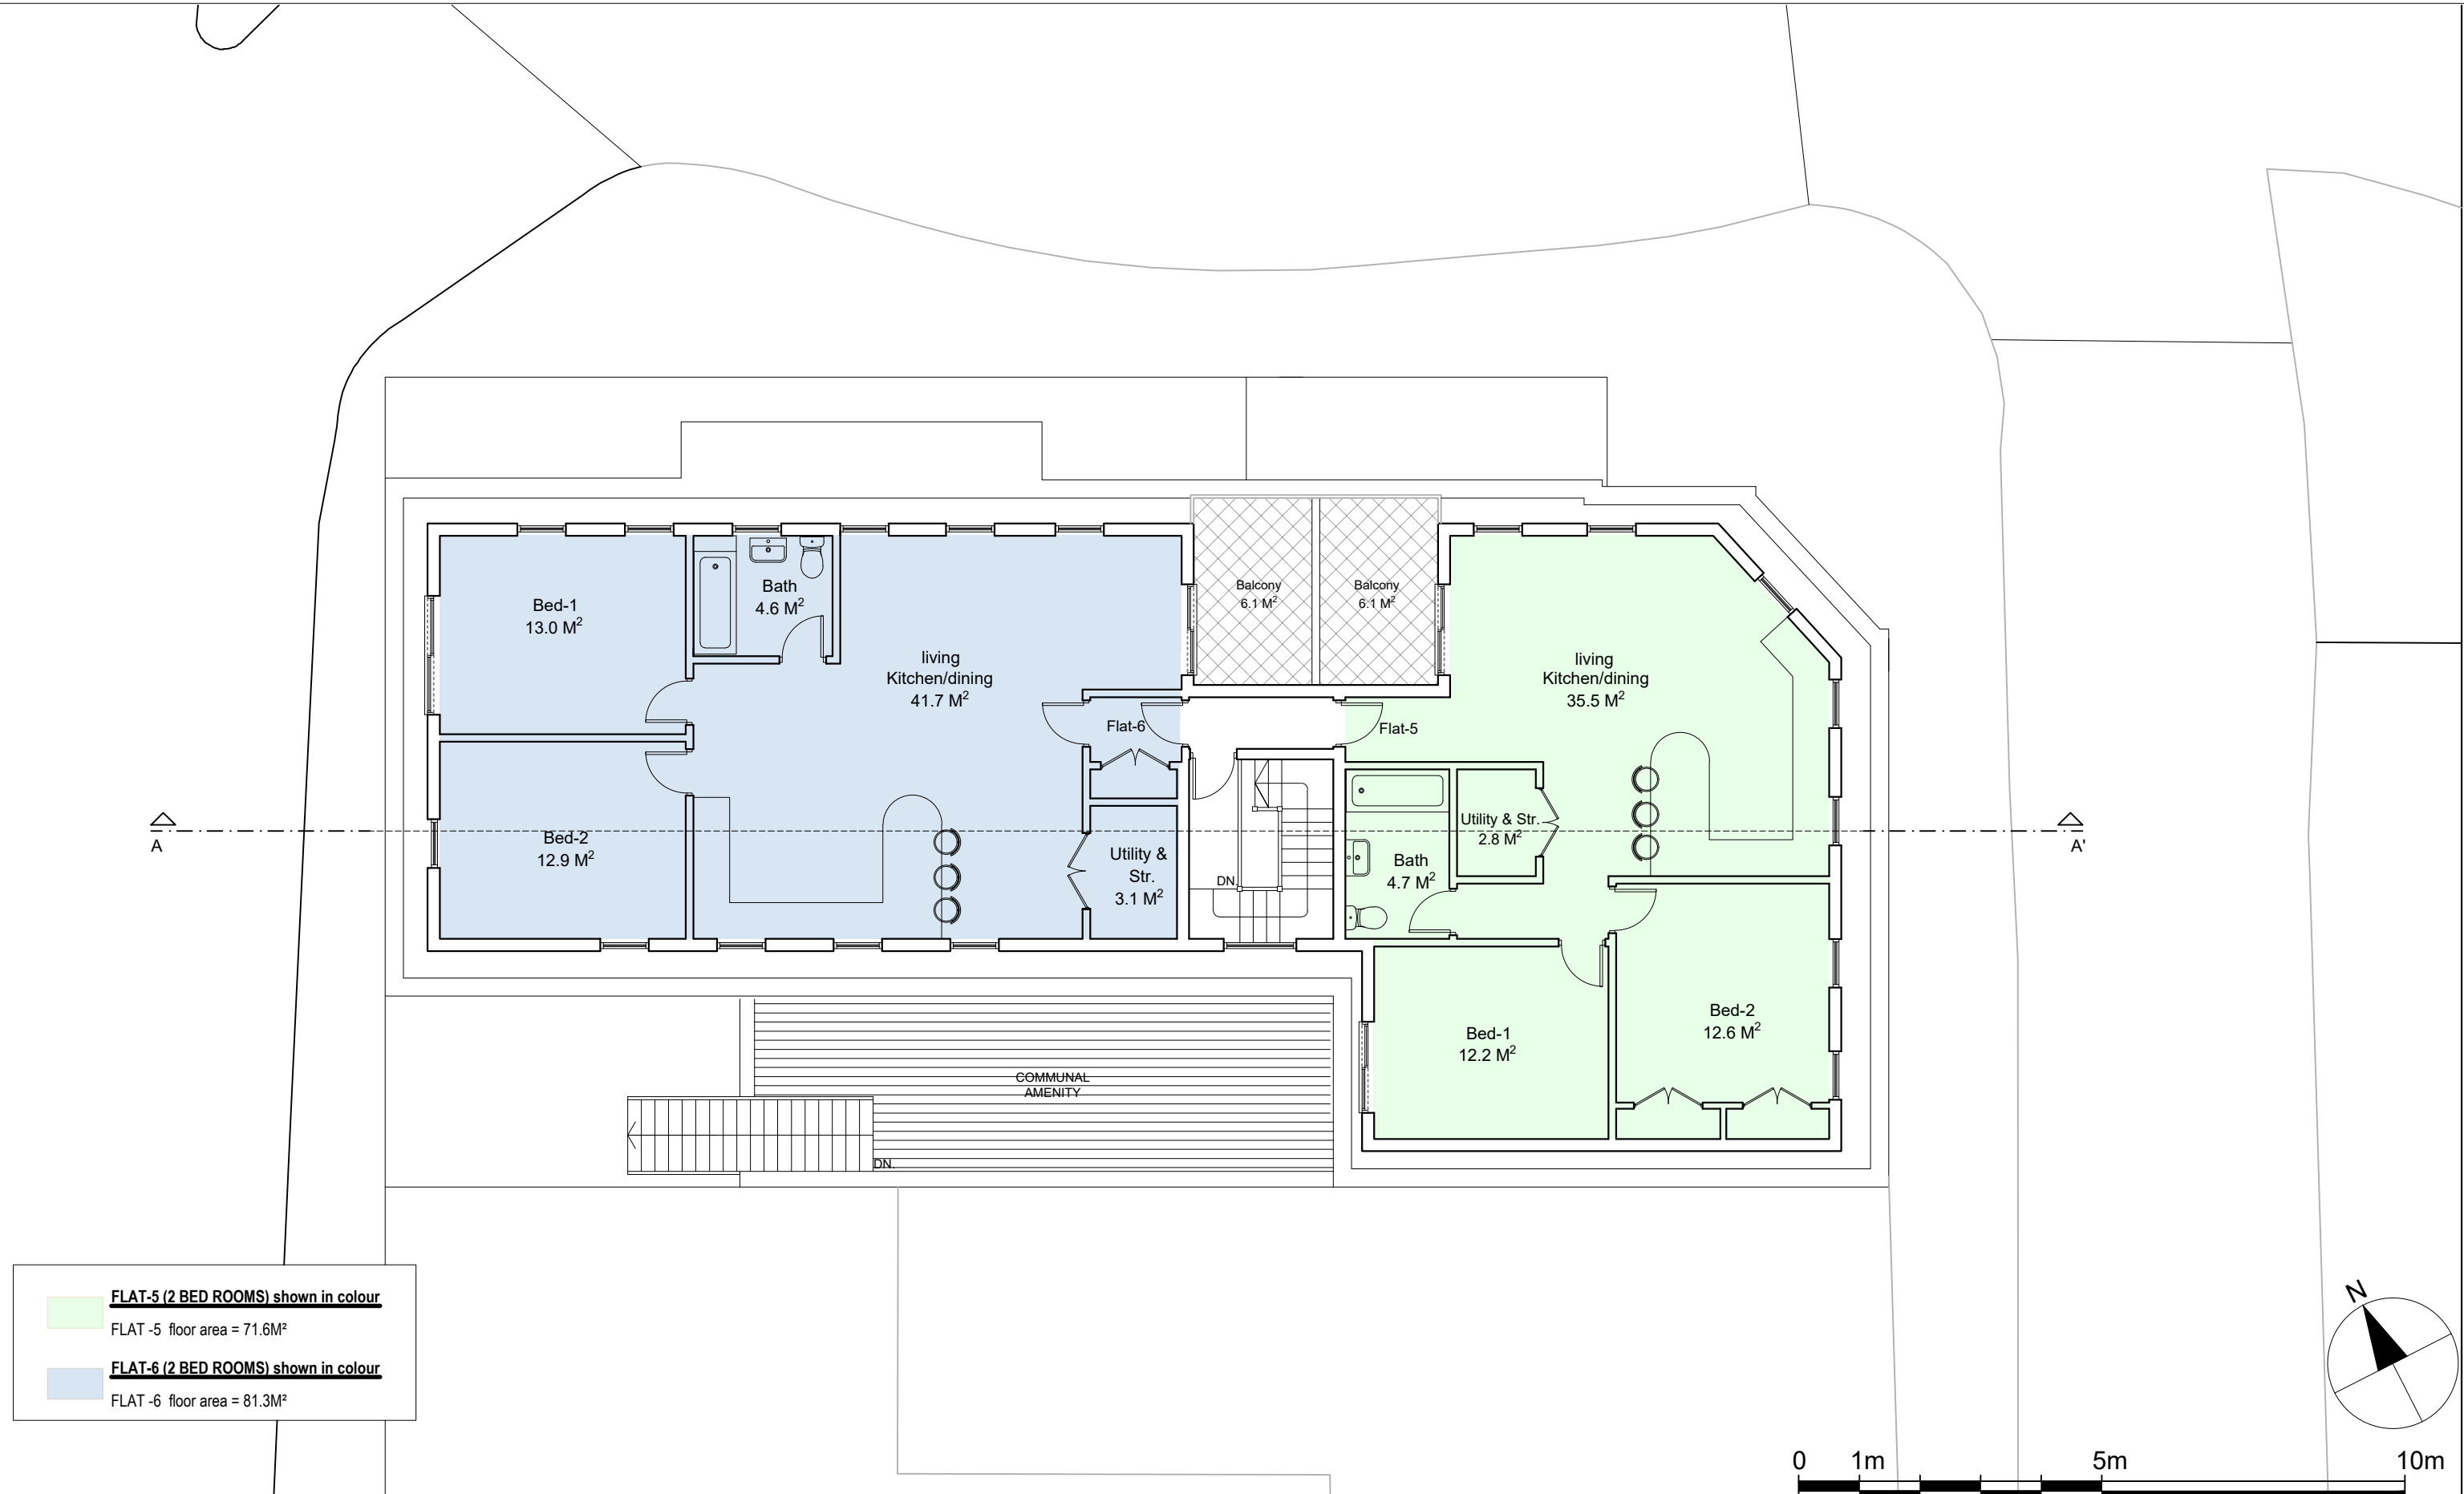 Balcony
6.1 M²
Balcony
6.1 M²
Bath
4.6 M²
Bed-1
13.0 M²
living
Kitchen/dining
41.7 M²
living
Kitchen/dining
35.5 M²
Flat-6
Flat-5
A
A'
Bed-2
12.9 M²
Utility &
Str.
3.1 M²
DN.
Utility & Str.
2.8 M²
Bath
4.7 M²
Bed-1
12.2 M²
Bed-2
12.6 M²
COMMUNAL
AMENITY
DN.
FLAT-5 (2 BED ROOMS) shown in colour
FLAT -5 floor area = 71.6M²
FLAT-6 (2 BED ROOMS) shown in colour
FLAT -6 floor area = 81.3M²
N
0 1m 5m 10m